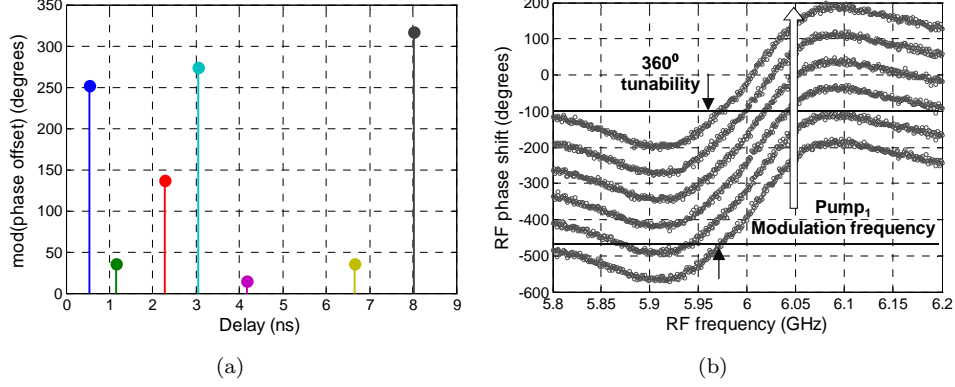 350
300
250
200
150
100
50
0
mod(phase offset) (degrees)
0 1 2 3 4 5 6 7 8 9
Delay (ns)
(a)
200
100
0
-100
-200
-300
-400
-500
-600
RF phase shift (degrees)
360⁰
tunability
Pump₁
Modulation frequency
5.8 5.85 5.9 5.95 6 6.05 6.1 6.15 6.2
RF frequency (GHz)
(b)